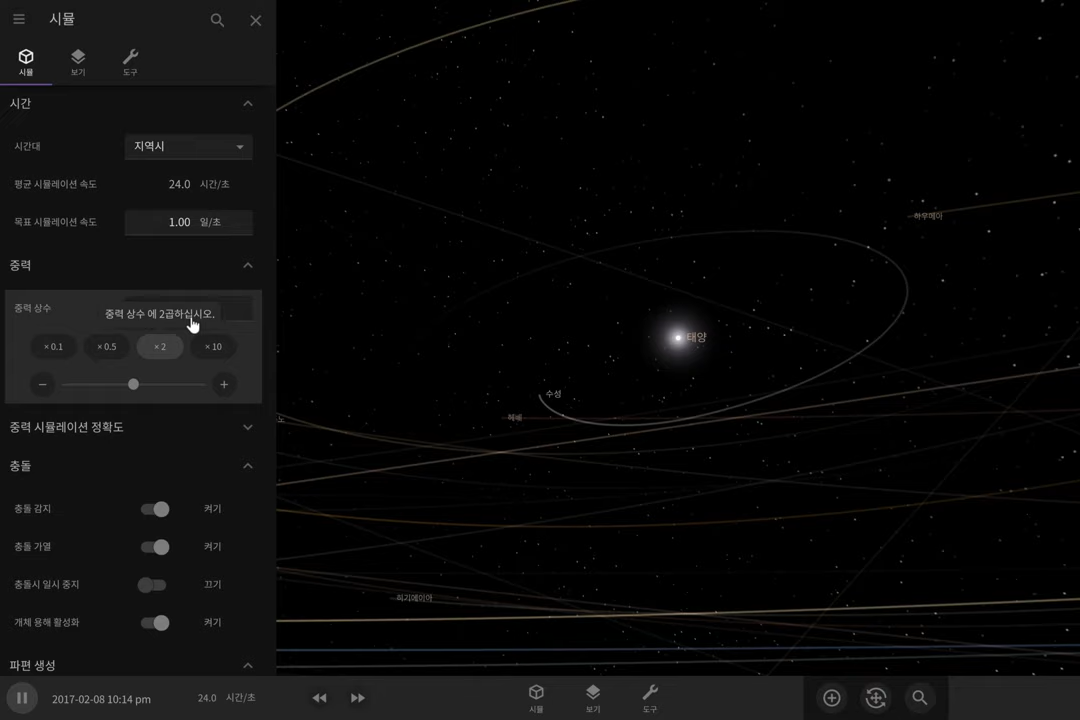 시뮬
시뮬
보기
도구
시간
시간대
지역시
평균 시뮬레이션 속도
24.0 시간/초
목표 시뮬레이션 속도
1.00 일/초
중력
중력 상수
중력 상수 에 2곱하십시오.
× 0.1
× 0.5
× 2
× 10
중력 시뮬레이션 정확도
충돌
충돌 감지
켜기
충돌 가열
켜기
충돌시 일시 중지
끄기
개체 용해 활성화
켜기
파편 생성
하우메아
태양
수성
헤베
노
히기에이아
2017-02-08 10:14 pm
24.0 시간/초
시뮬
보기
도구